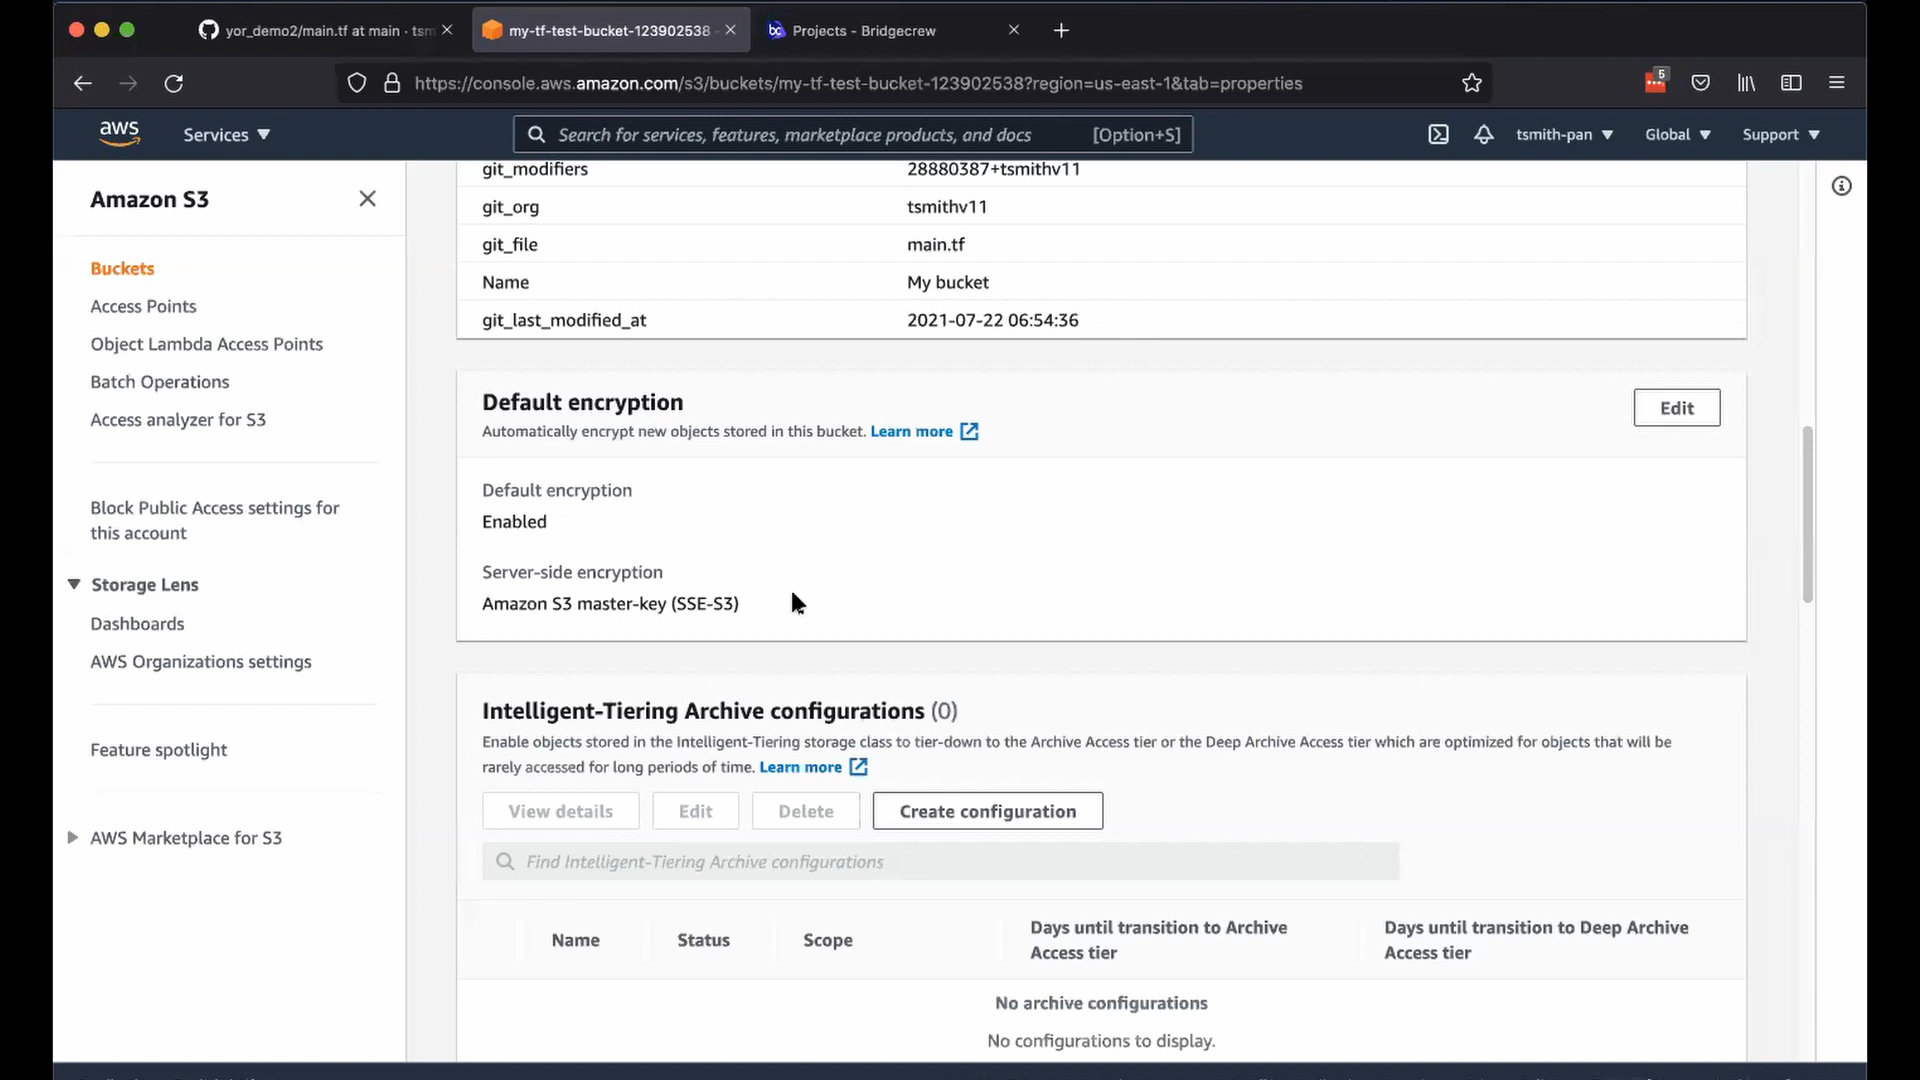 yor_demo2/main.tf at main · tsm
my-tf-test-bucket-123902538
bc
Projects - Bridgecrew
https://console.aws.amazon.com/s3/buckets/my-tf-test-bucket-123902538?region=us-east-1&tab=properties
5
aws
Services
Search for services, features, marketplace products, and docs
[Option+S]
tsmith-pan
Global
Support
Amazon S3
Buckets
Access Points
Object Lambda Access Points
Batch Operations
Access analyzer for S3
Block Public Access settings for
this account
Storage Lens
Dashboards
AWS Organizations settings
Feature spotlight
AWS Marketplace for S3
git_modifiers 28880387+tsmithv11
git_org tsmithv11
git_file main.tf
Name My bucket
git_last_modified_at 2021-07-22 06:54:36
Default encryption
Edit
Automatically encrypt new objects stored in this bucket. Learn more
Default encryption
Enabled
Server-side encryption
Amazon S3 master-key (SSE-S3)
Intelligent-Tiering Archive configurations (0)
Enable objects stored in the Intelligent-Tiering storage class to tier-down to the Archive Access tier or the Deep Archive Access tier which are optimized for objects that will be
rarely accessed for long periods of time. Learn more
View details Edit Delete Create configuration
Find Intelligent-Tiering Archive configurations
Name Status Scope
Days until transition to Archive
Access tier
Days until transition to Deep Archive
Access tier
No archive configurations
No configurations to display.